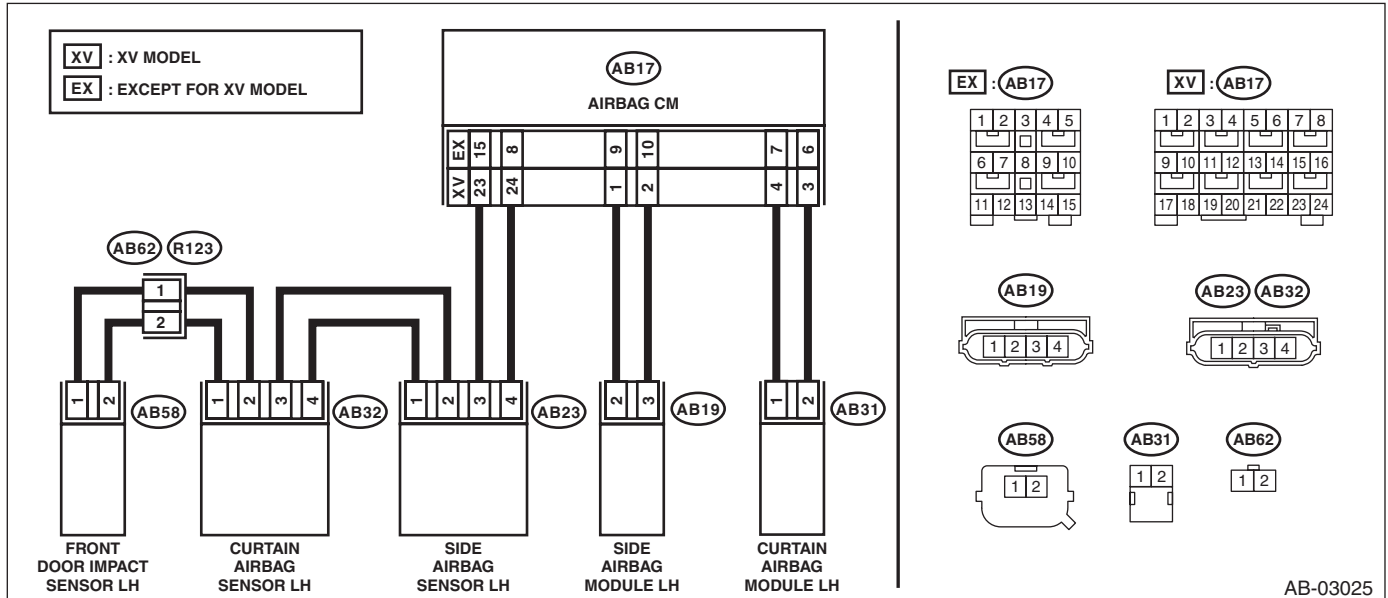 XV : XV MODEL
EX : EXCEPT FOR XV MODEL
AB17
AIRBAG CM
EX 15 8 9 10 7 6
XV 23 24 1 2 4 3
AB62 R123
1
2
1 2 AB58
1 2 3 4 AB32
1 2 3 4 AB23
2 3 AB19
1 2 AB31
FRONT
DOOR IMPACT
SENSOR LH
CURTAIN
AIRBAG
SENSOR LH
SIDE
AIRBAG
SENSOR LH
SIDE
AIRBAG
MODULE LH
CURTAIN
AIRBAG
MODULE LH
EX : AB17
1 2 3 4 5
6 7 8 9 10
11 12 13 14 15
XV : AB17
1 2 3 4 5 6 7 8
9 10 11 12 13 14 15 16
17 18 19 20 21 22 23 24
AB19
1 2 3 4
AB23 AB32
1 2 3 4
AB58
1 2
AB31
1 2
AB62
1 2
AB-03025